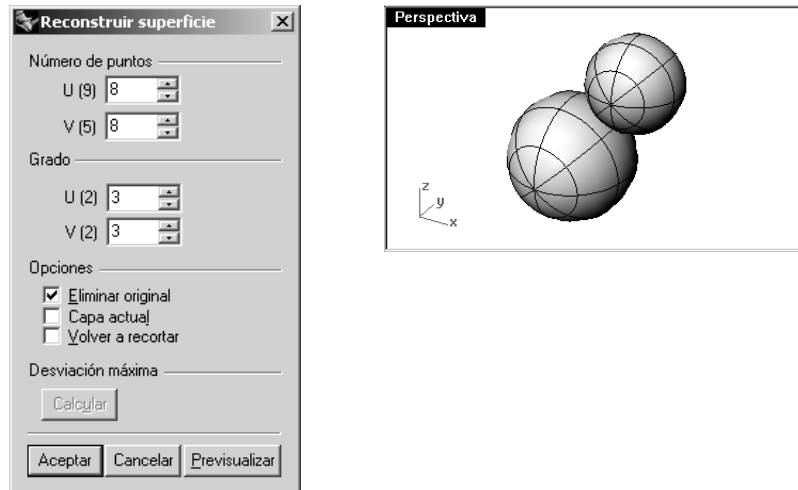 Reconstruir superficie
Número de puntos
U (9) 8
V (5) 8
Grado
U (2) 3
V (2) 3
Opciones
Eliminar original
Capa actual
Volver a recortar
Desviación máxima
Calcular
Aceptar Cancelar Previsualizar
Perspectiva
z
y
x